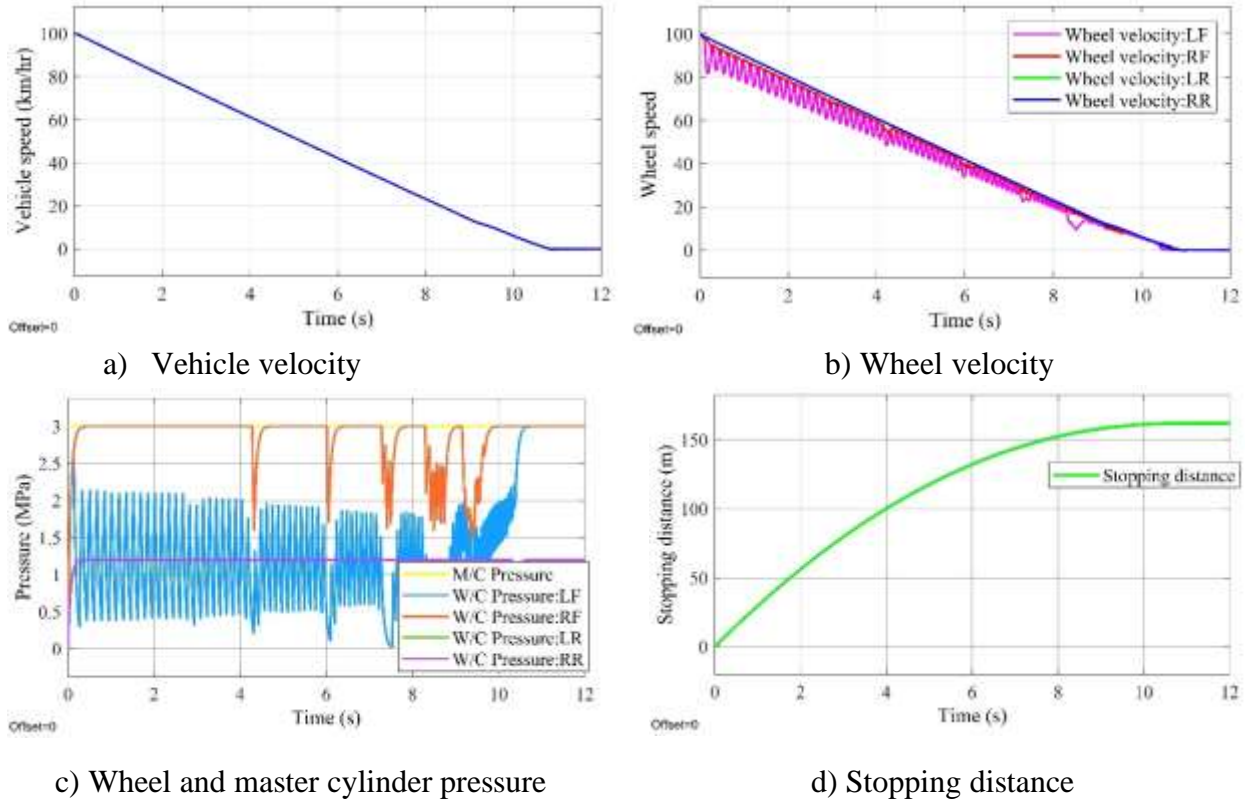 Vehicle speed (km/hr)
100
80
60
40
20
0
0 2 4 6 8 10 12
Time (s)
Offset=0
a) Vehicle velocity
Wheel speed
100
80
60
40
20
0
0 2 4 6 8 10 12
Time (s)
Offset=0
Wheel velocity:LF
Wheel velocity:RF
Wheel velocity:LR
Wheel velocity:RR
b) Wheel velocity
Pressure (MPa)
3
2.5
2
1.5
1
0.5
0
0 2 4 6 8 10 12
Time (s)
Offset=0
M/C Pressure
W/C Pressure:LF
W/C Pressure:RF
W/C Pressure:LR
W/C Pressure:RR
c) Wheel and master cylinder pressure
Stopping distance (m)
150
100
50
0
0 2 4 6 8 10 12
Time (s)
Offset=0
Stopping distance
d) Stopping distance